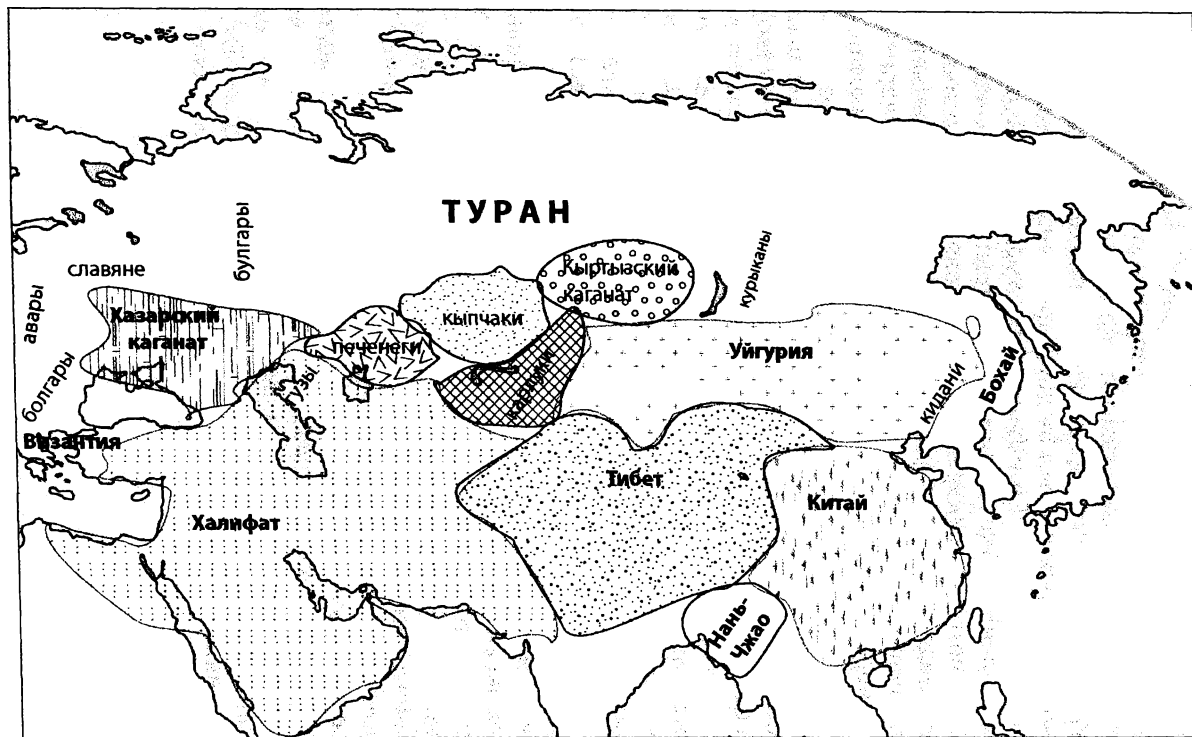 ТУРАН
булгары
курыканы
славяне
Кыргызский
каганат
авары
Хазарский
каганат
кыпчаки
печенеги
Уйгурия
карлуки
гузы
болгары
кидани
Бохай
Византия
Тибет
Китай
Халифат
Нань-
Чжао